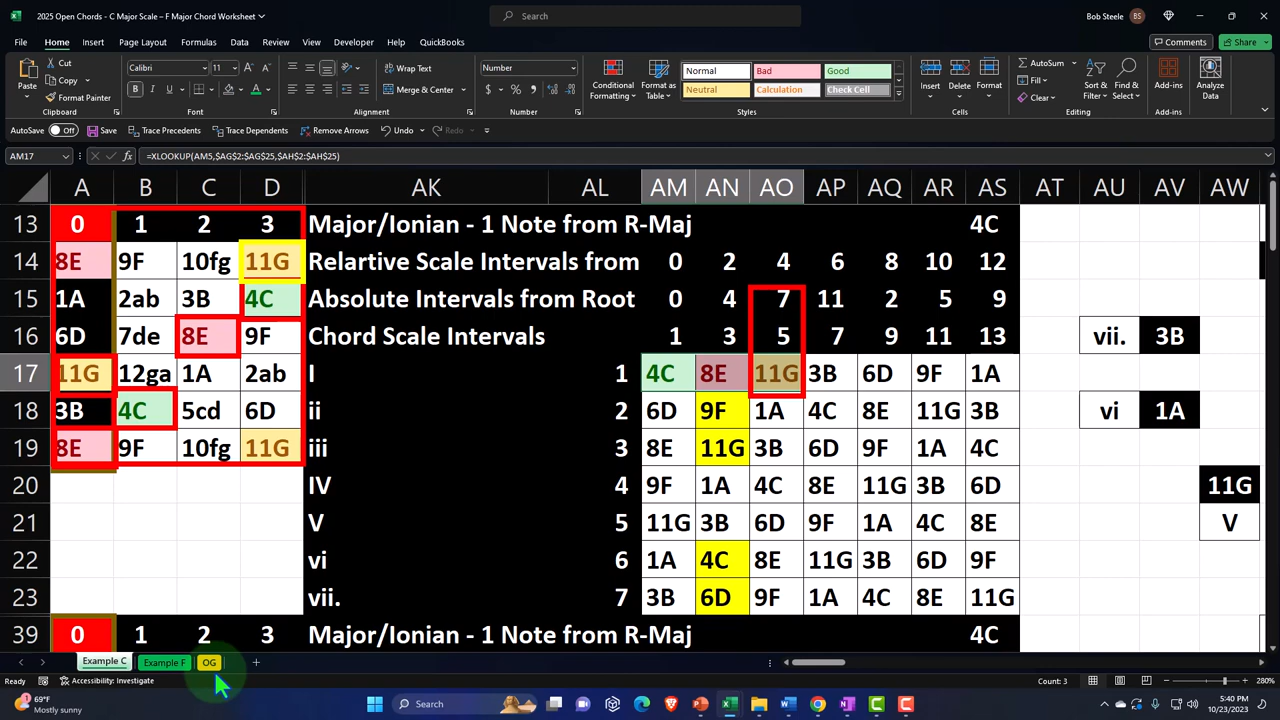 2025 Open Chords - C Major Scale – F Major Chord Worksheet
Search
Bob Steele
BS
File Home Insert Page Layout Formulas Data Review View Developer Automate Help QuickBooks
Comments
Share
Cut
Copy
Format Painter
Paste
Clipboard
Calibri
11
B I U
Font
Wrap Text
Merge & Center
Alignment
Number
Number
Conditional Formatting
Format as Table
Normal Bad Good
Neutral Calculation Check Cell
Styles
Insert Delete Format
Cells
AutoSum
Fill
Clear
Sort & Filter
Find & Select
Editing
Add-ins
Add-ins
Analyze Data
AutoSave Off Save Trace Precedents Trace Dependents Remove Arrows Undo Redo
AM17
fx
=XLOOKUP(AM5,$AG$2:$AG$25,$AH$2:$AH$25)
A B C D AK AL AM AN AO AP AQ AR AS AT AU AV AW
13 0 1 2 3 Major/Ionian - 1 Note from R-Maj 4C
14 8E 9F 10fg 11G Relartive Scale Intervals from 0 2 4 6 8 10 12
15 1A 2ab 3B 4C Absolute Intervals from Root 0 4 7 11 2 5 9
16 6D 7de 8E 9F Chord Scale Intervals 1 3 5 7 9 11 13 vii. 3B
17 11G 12ga 1A 2ab I 1 4C 8E 11G 3B 6D 9F 1A
18 3B 4C 5cd 6D ii 2 6D 9F 1A 4C 8E 11G 3B vi 1A
19 8E 9F 10fg 11G iii 3 8E 11G 3B 6D 9F 1A 4C
20 IV 4 9F 1A 4C 8E 11G 3B 6D 11G
21 V 5 11G 3B 6D 9F 1A 4C 8E V
22 vi 6 1A 4C 8E 11G 3B 6D 9F
23 vii. 7 3B 6D 9F 1A 4C 8E 11G
39 0 1 2 3 Major/Ionian - 1 Note from R-Maj 4C
Example C Example F OG
Ready Accessibility: Investigate Count: 3 280%
69°F
Mostly sunny
Search
5:40 PM
10/23/2023